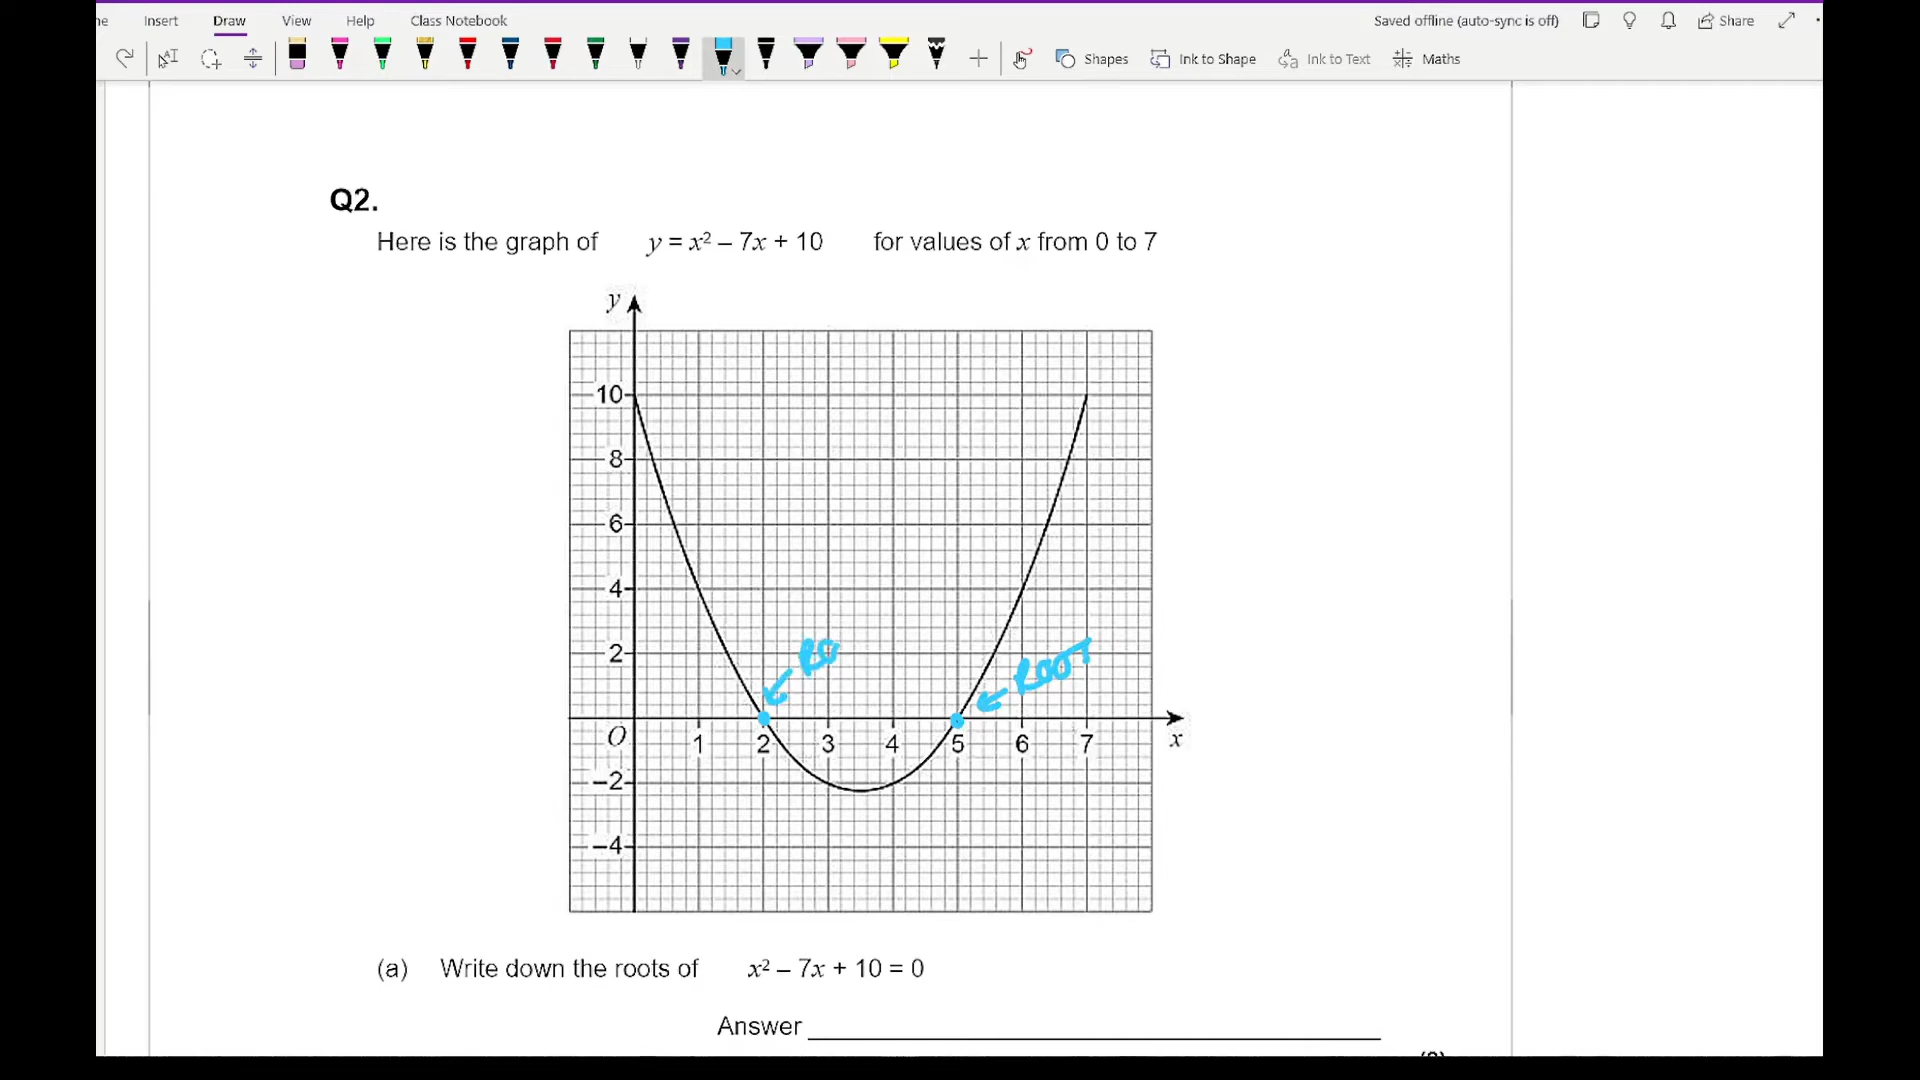 Insert Draw View Help Class Notebook Saved offline (auto-sync is off) Share
Shapes Ink to Shape Ink to Text Maths
Q2.
Here is the graph of y = x² – 7x + 10 for values of x from 0 to 7
y
10
8
6
4
2
RO
ROOT
O 1 2 3 4 5 6 7 x
–2
–4
(a) Write down the roots of x² – 7x + 10 = 0
Answer